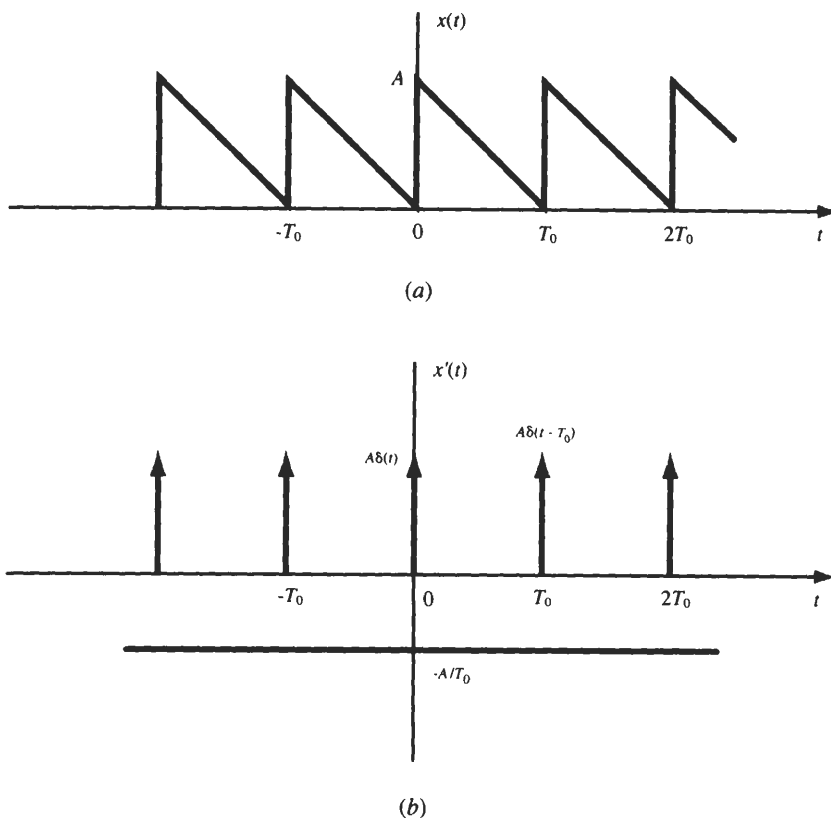 x(t)
A
-T₀ 0 T₀ 2T₀ t
(a)
x'(t)
Aδ(t) Aδ(t - T₀)
-T₀ 0 T₀ 2T₀ t
-A/T₀
(b)